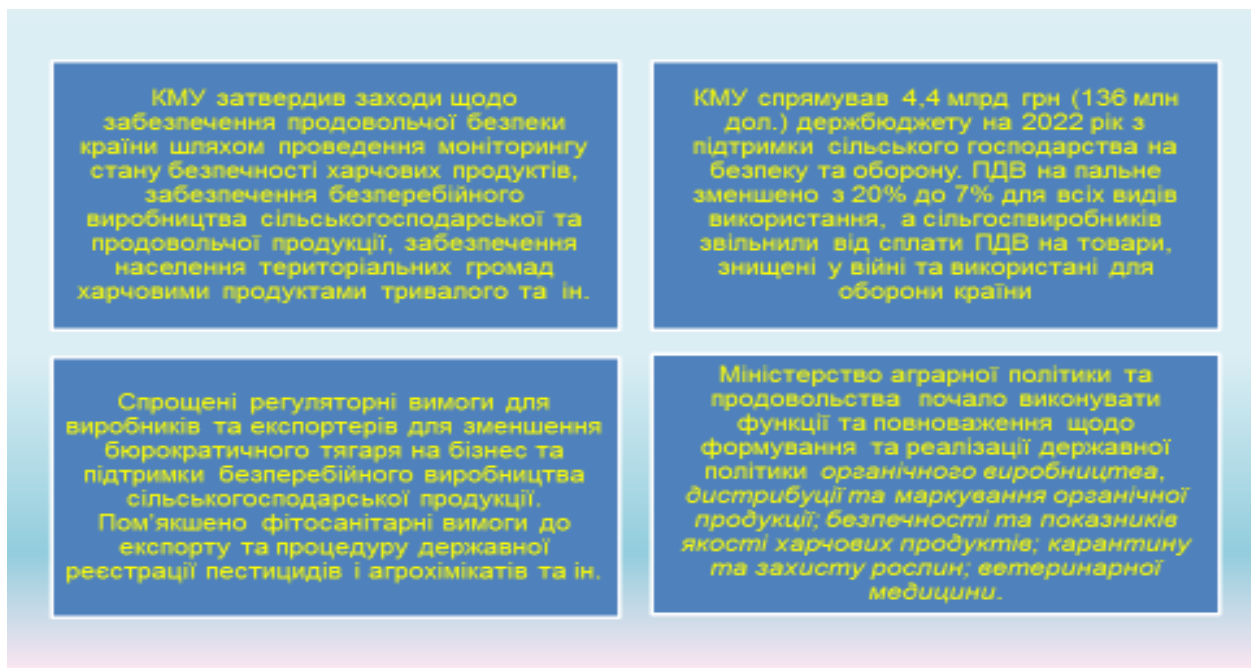 КМУ затвердив заходи щодо
забезпечення продовольчої безпеки
країни шляхом проведення моніторингу
стану безпечності харчових продуктів,
забезпечення безперебійного
виробництва сільськогосподарської та
продовольчої продукції, забезпечення
населення територіальних громад
харчовими продуктами тривалого та ін.
КМУ спрямував 4,4 млрд грн (136 млн
дол.) держбюджету на 2022 рік з
підтримки сільського господарства на
безпеку та оборону. ПДВ на пальне
зменшено з 20% до 7% для всіх видів
використання, а сільгоспвиробників
звільнили від сплати ПДВ на товари,
знищені у війні та використані для
оборони країни
Спрощені регуляторні вимоги для
виробників та експортерів для зменшення
бюрократичного тягаря на бізнес та
підтримки безперебійного виробництва
сільськогосподарської продукції.
Пом'якшено фітосанітарні вимоги до
експорту та процедуру державної
реєстрації пестицидів і агрохімікатів та ін.
Міністерство аграрної політики та
продовольства почало виконувати
функції та повноваження щодо
формування та реалізації державної
політики органічного виробництва,
дистрибуції та маркування органічної
продукції; безпечності та показників
якості харчових продуктів; карантину
та захисту рослин; ветеринарної
медицини.